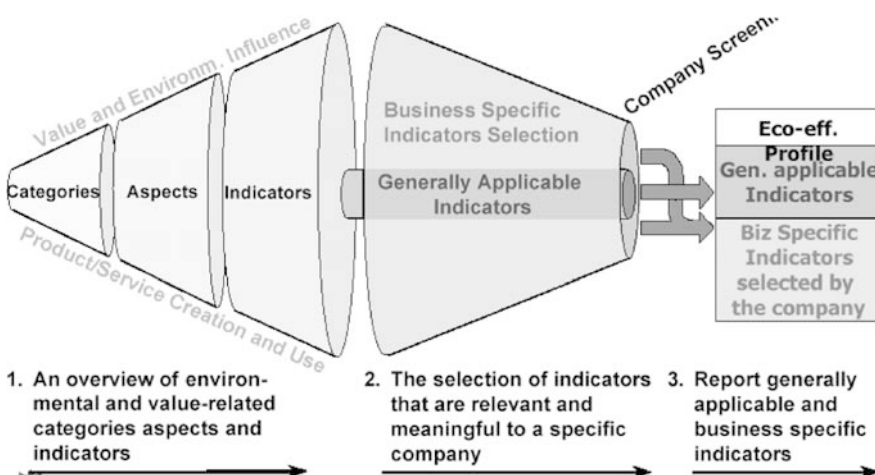 Value and Environm. Influence
Company Screeni
Business Specific
Indicators Selection
Eco-eff.
Profile
Categories
Aspects
Indicators
Generally Applicable
Indicators
Gen. applicable
Indicators
Biz Specific
Indicators
selected by
the company
Product/Service Creation and Use
1. An overview of environ-
mental and value-related
categories aspects and
indicators
2. The selection of indicators
that are relevant and
meaningful to a specific
company
3. Report generally
applicable and
business specific
indicators